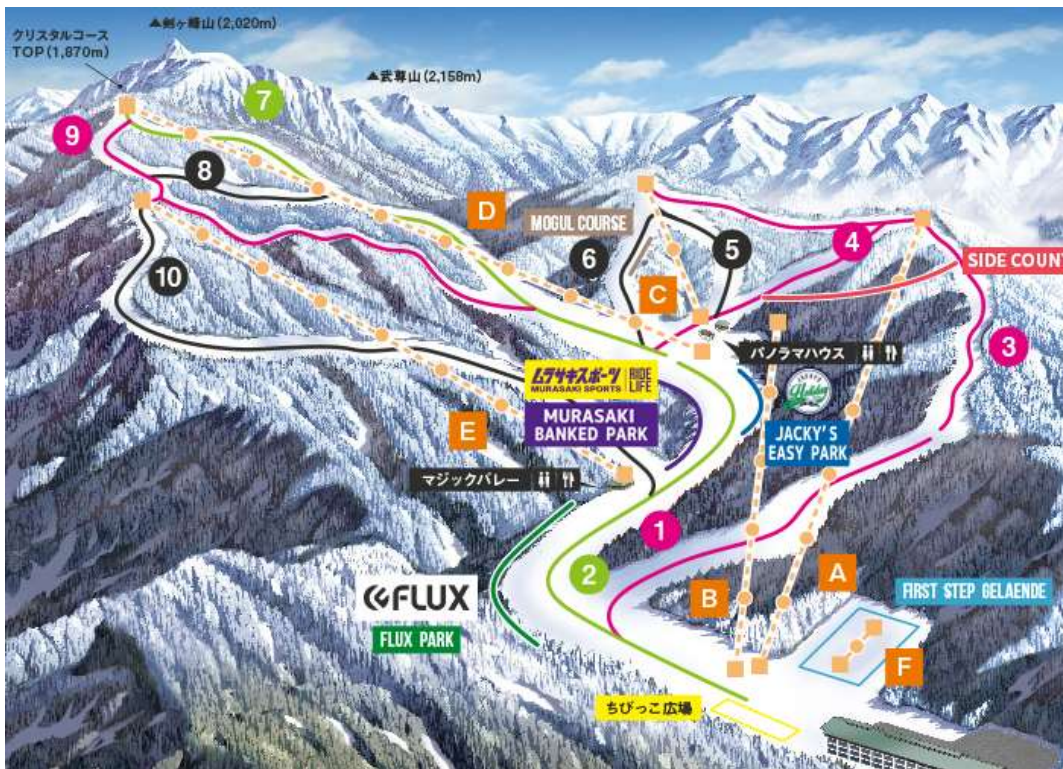 ▲剣ヶ峰山(2,020m)
クリスタルコース
TOP(1,870m)
▲武尊山(2,158m)
7
9
8
D
MOGUL COURSE
6
5
4
SIDE COUNT
10
C
3
パノラマハウス
ムラサキスポーツ
MURASAKI SPORTS
RIDE
LIFE
MURASAKI
BANKED PARK
JACKY'S
EASY PARK
E
マジックバレー
1
2
A
B
FLUX
FLUX PARK
FIRST STEP GELAENDE
F
ちびっこ広場